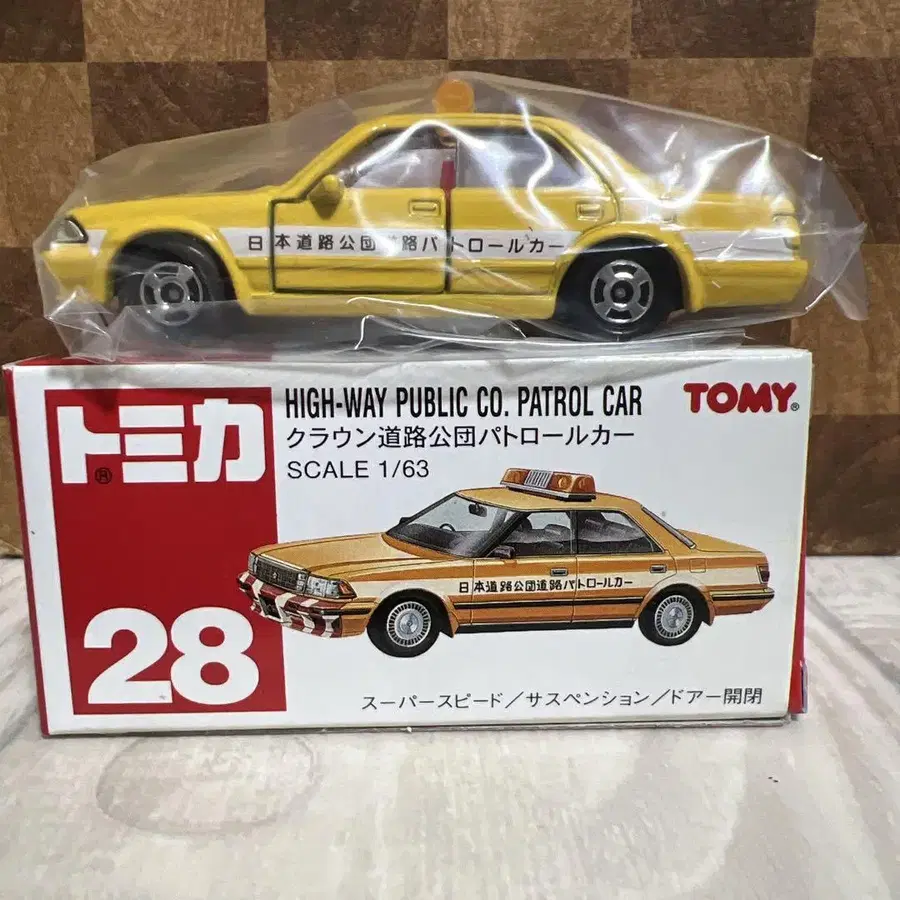 日本道路公団道路パトロールカー
トミカ®
HIGH-WAY PUBLIC CO. PATROL CAR
クラウン道路公団パトロールカー
SCALE 1/63
TOMY®
日本道路公団道路パトロールカー
28
スーパースピード/サスペンション/ドアー開閉